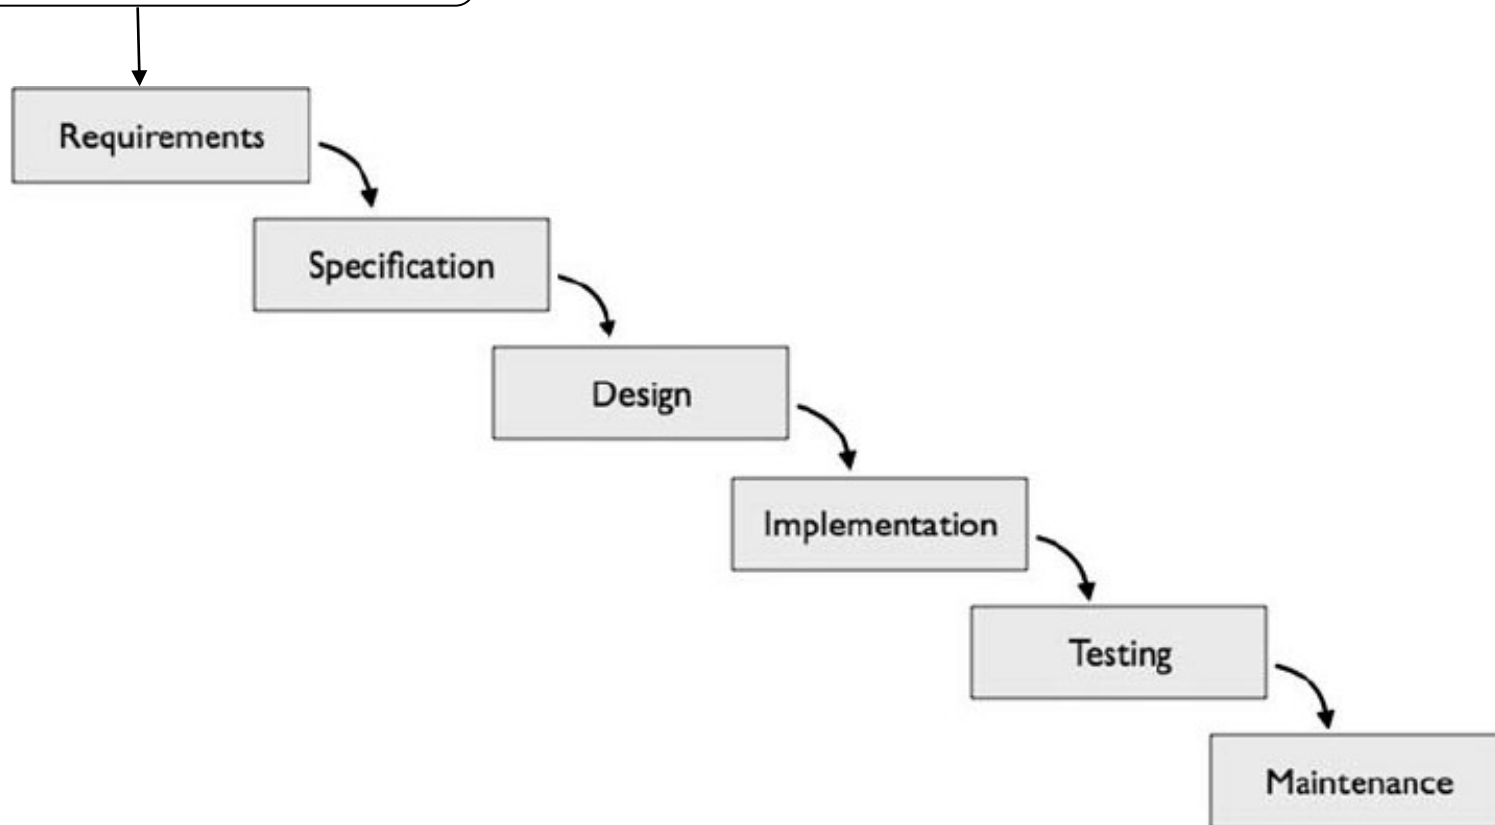 Requirements
Specification
Design
Implementation
Testing
Maintenance